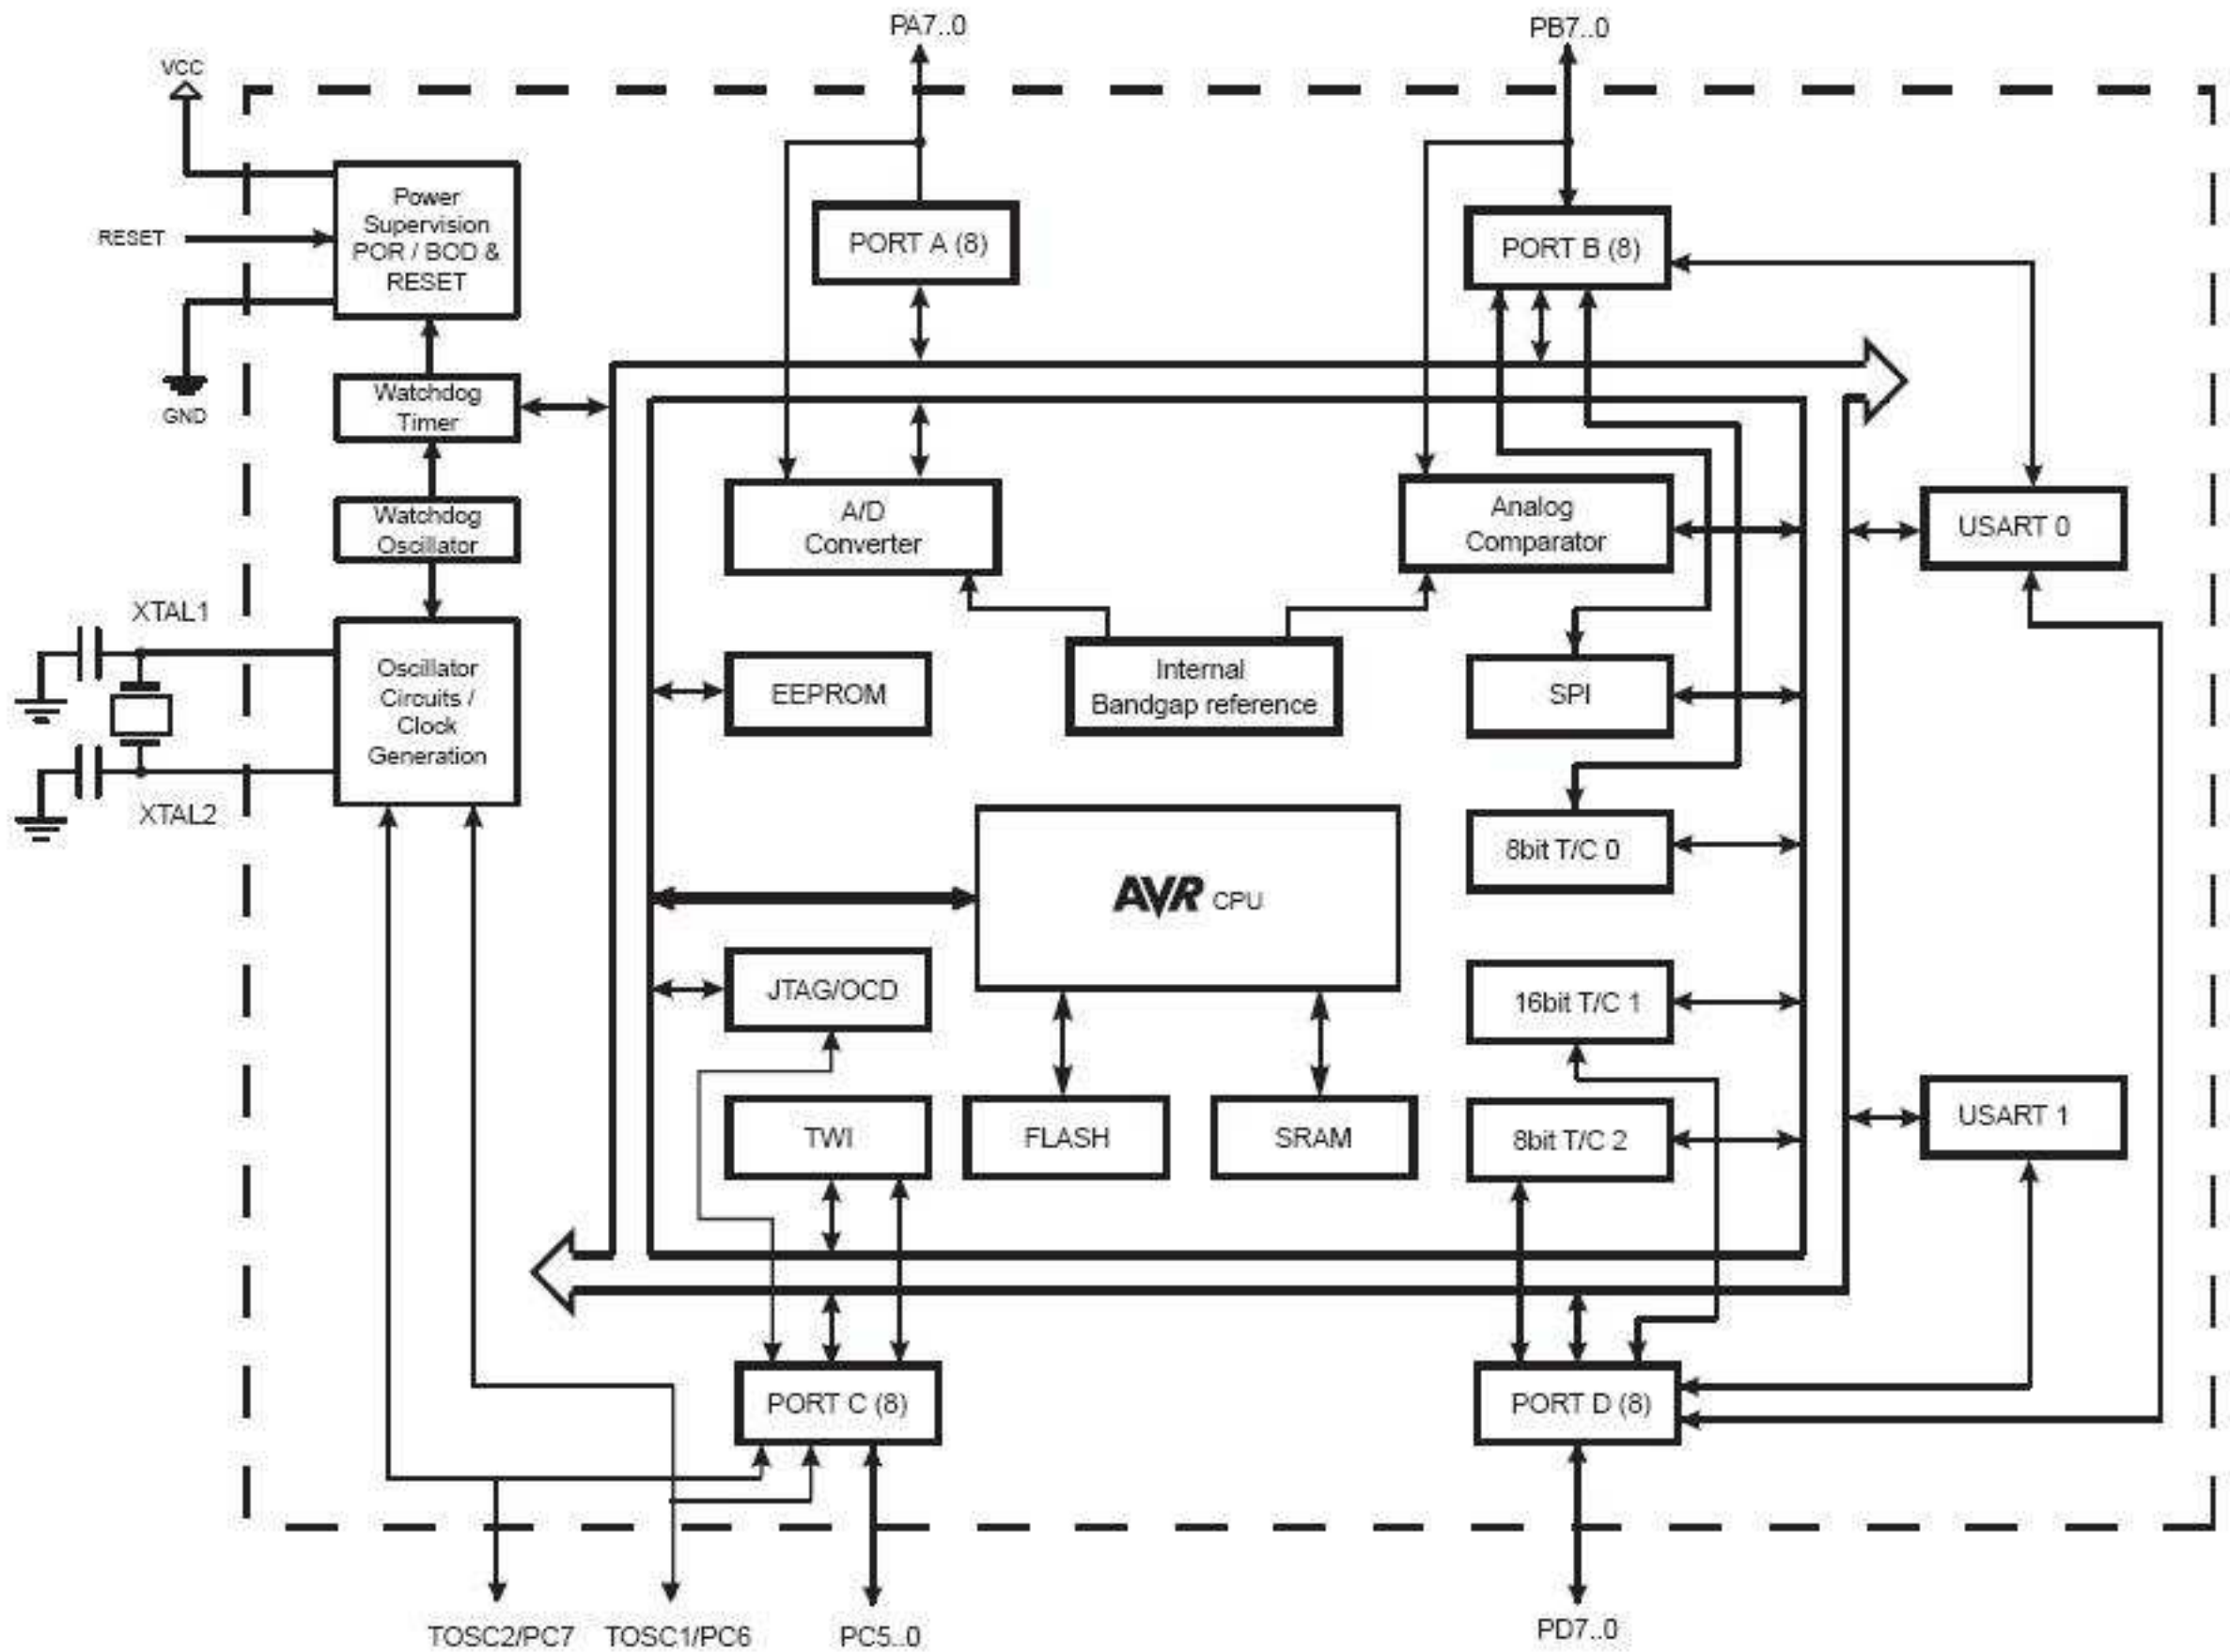 PA7..0
PB7..0
VCC
Power
Supervision
POR / BOD &
RESET
RESET
PORT A (8)
PORT B (8)
GND
Watchdog
Timer
Watchdog
Oscillator
A/D
Converter
Analog
Comparator
USART 0
XTAL1
Oscillator
Circuits /
Clock
Generation
XTAL2
EEPROM
Internal
Bandgap reference
SPI
8bit T/C 0
AVR CPU
JTAG/OCD
16bit T/C 1
TWI
FLASH
SRAM
8bit T/C 2
USART 1
PORT C (8)
PORT D (8)
TOSC2/PC7
TOSC1/PC6
PC5..0
PD7..0